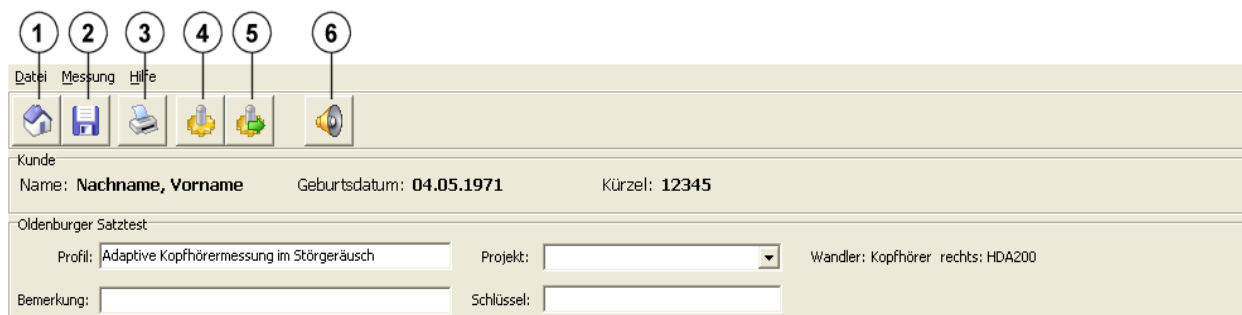 1 2 3 4 5 6
Datei Messung Hilfe
Kunde
Name: Nachname, Vorname Geburtsdatum: 04.05.1971 Kürzel: 12345
Oldenburger Satztest
Profil: Adaptive Kopfhörermessung im Störgeräusch Projekt: Wandler: Kopfhörer rechts: HDA200
Bemerkung: Schlüssel: